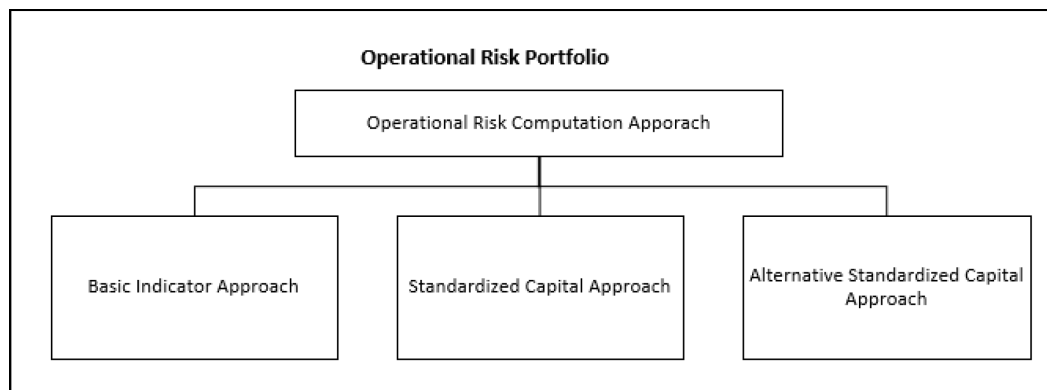 Operational Risk Portfolio
Operational Risk Computation Apporach
Basic Indicator Approach
Standardized Capital Approach
Alternative Standardized Capital
Approach